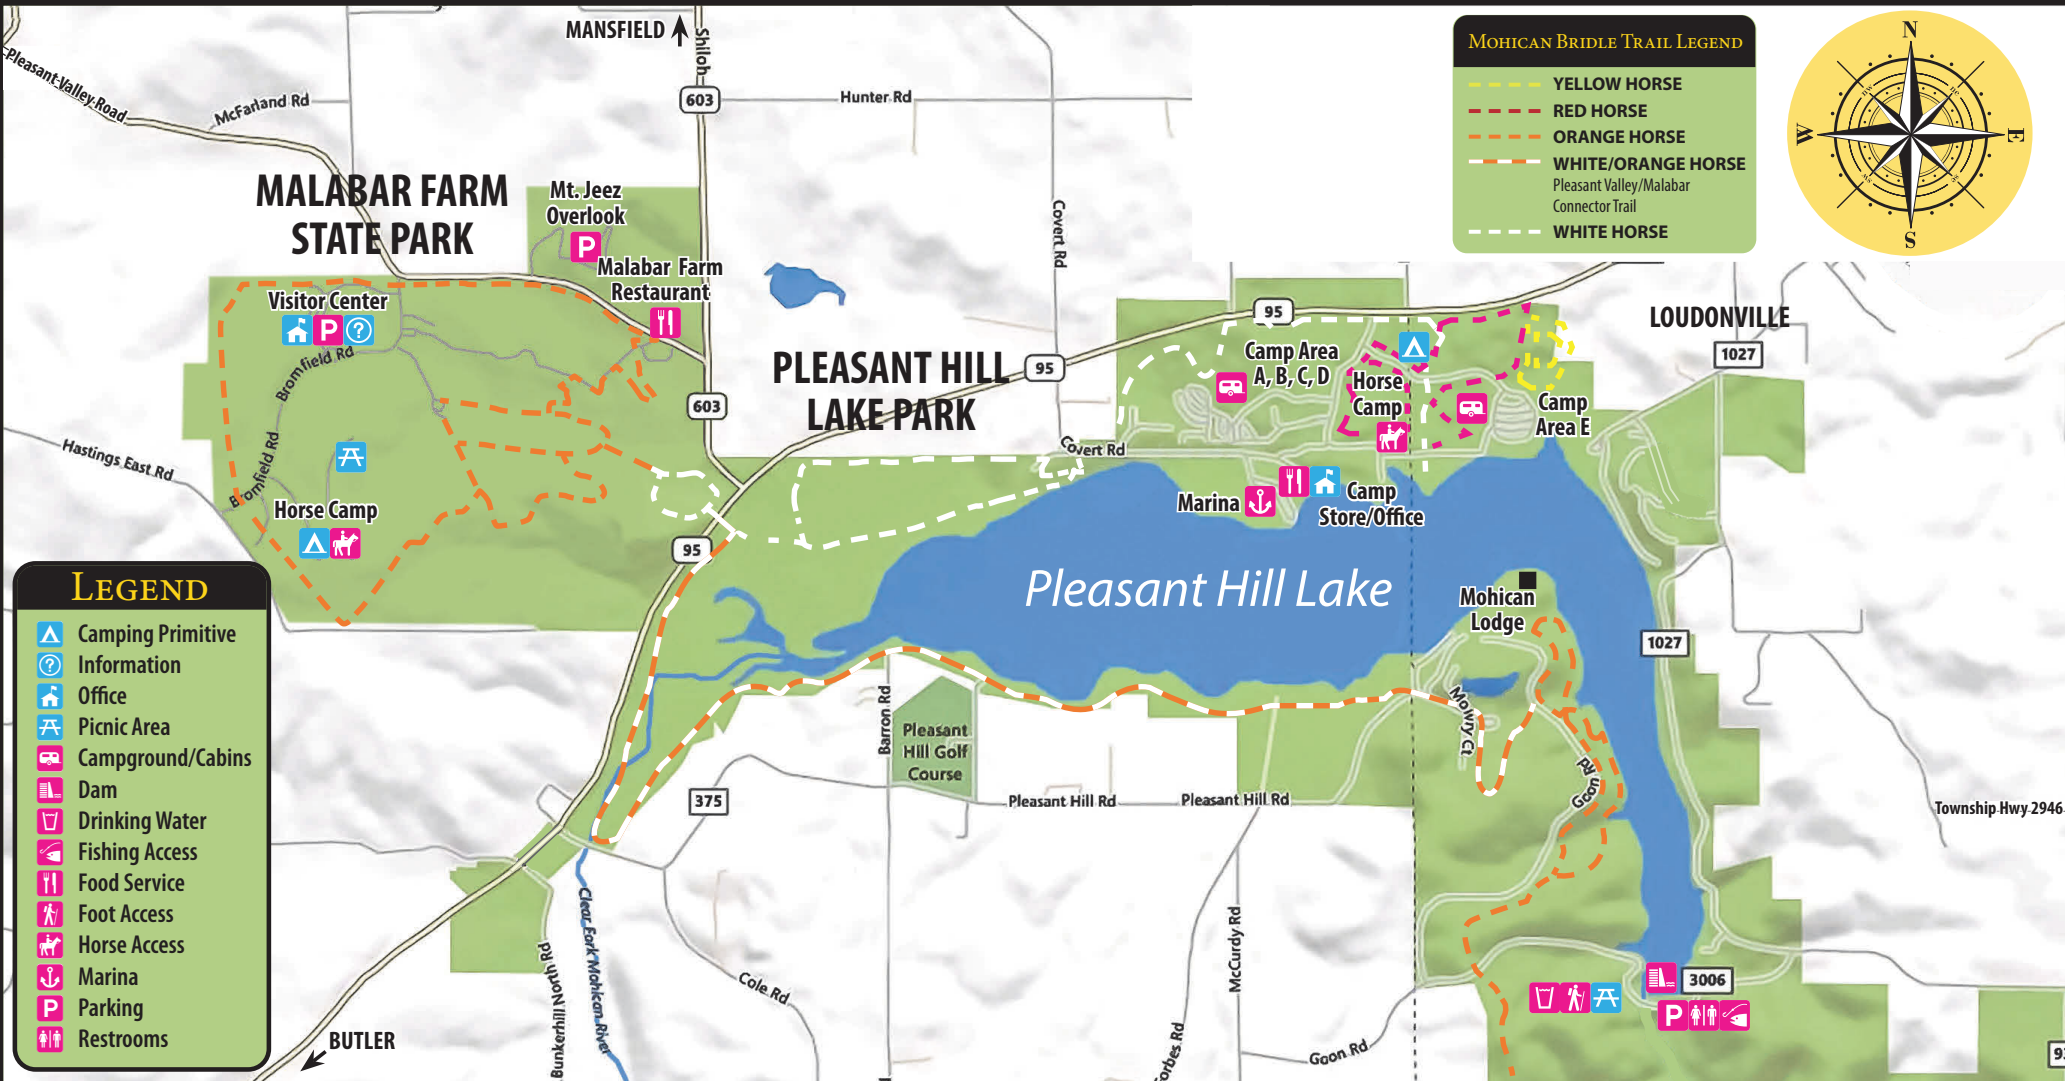 MANSFIELD
Shiloh
603
Hunter Rd
McFarland Rd
Pleasant Valley Road
MOHICAN BRIDLE TRAIL LEGEND
YELLOW HORSE
RED HORSE
ORANGE HORSE
WHITE/ORANGE HORSE
Pleasant Valley/Malabar
Connector Trail
WHITE HORSE
N
W
E
S
nw
ne
sw
se
MALABAR FARM
STATE PARK
Mt. Jeez
Overlook
P
Malabar Farm
Restaurant
Covert Rd
Visitor Center
P
?
Bromfield Rd
Bromfield Rd
Hastings East Rd
Horse Camp
603
PLEASANT HILL
LAKE PARK
95
95
LOUDONVILLE
1027
Camp Area
A, B, C, D
Horse
Camp
Camp
Area E
Covert Rd
Marina
Camp
Store/Office
95
Pleasant Hill Lake
Mohican
Lodge
1027
LEGEND
Camping Primitive
? Information
Office
Picnic Area
Campground/Cabins
Dam
Drinking Water
Fishing Access
Food Service
Foot Access
Horse Access
Marina
P Parking
Restrooms
Barron Rd
Pleasant
Hill Golf
Course
Molwny Ct
Goon Rd
375
Pleasant Hill Rd
Pleasant Hill Rd
Township Hwy 2946
Clear Fork Mohican River
Bunkerhill North Rd
Cole Rd
McCurdy Rd
Goon Rd
3006
P
BUTLER